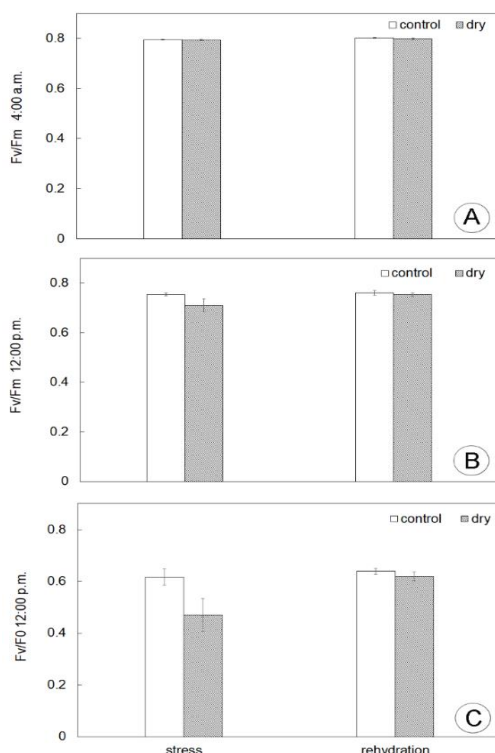 control dry
0.8
0.6
0.4
0.2
0
Fv/Fm 4:00 a.m.
A
control dry
0.8
0.6
0.4
0.2
0
Fv/Fm 12:00 p.m.
B
control dry
0.8
0.6
0.4
0.2
0
Fv/F0 12:00 p.m.
C
stress rehydration